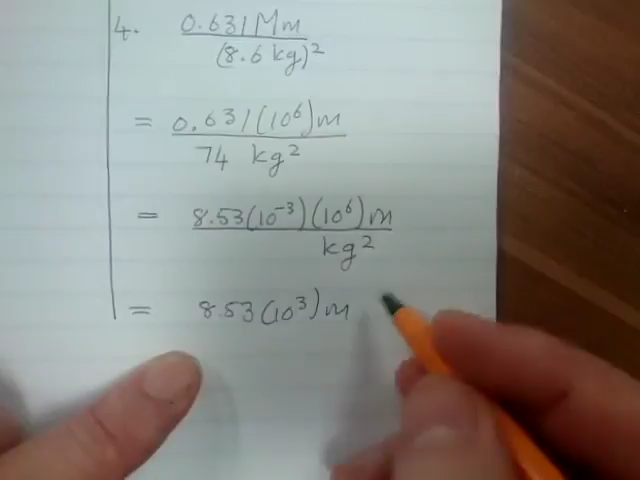 4. 0.631 Mm
(8.6 kg)²
= 0.631(10⁶)m
74 kg²
= 8.53(10⁻³)(10⁶)m
kg²
= 8.53(10³)m